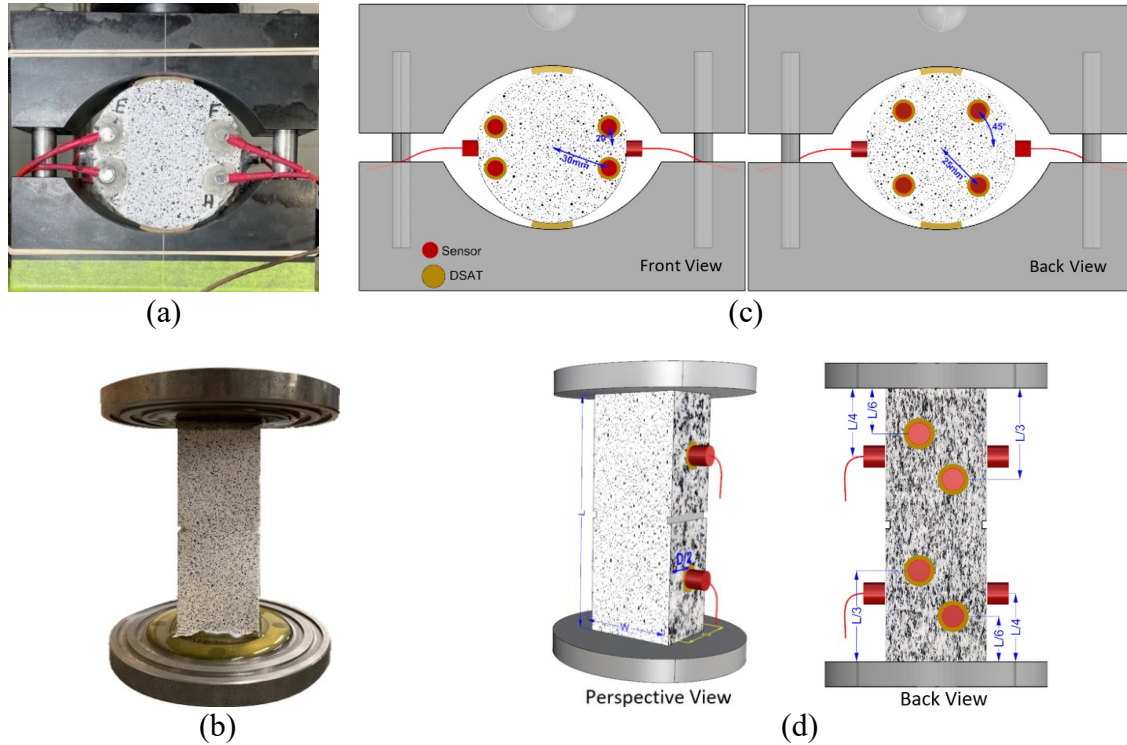 E
F
H
20
30mm
Sensor
DSAT
Front View
45°
25mm
Back View
(a)
(c)
L
D/2
W
Perspective View
L/4
L/6
L/3
L/3
L/6
L/4
Back View
(b)
(d)